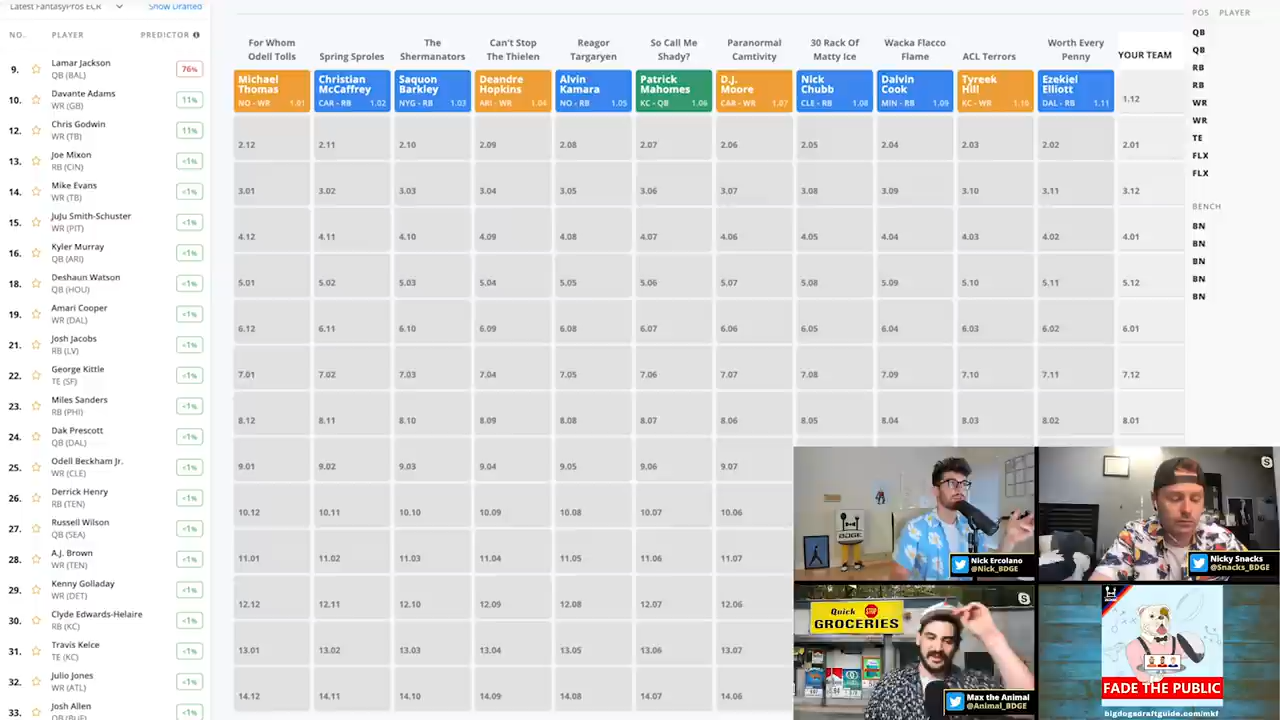 Latest FantasyPros ECR
Show Drafted
NO.
PLAYER
PREDICTOR
9.
Lamar Jackson
QB (BAL)
76%
10.
Davante Adams
WR (GB)
11%
12.
Chris Godwin
WR (TB)
11%
13.
Joe Mixon
RB (CIN)
<1%
14.
Mike Evans
WR (TB)
<1%
15.
JuJu Smith-Schuster
WR (PIT)
<1%
16.
Kyler Murray
QB (ARI)
<1%
18.
Deshaun Watson
QB (HOU)
<1%
19.
Amari Cooper
WR (DAL)
<1%
21.
Josh Jacobs
RB (LV)
<1%
22.
George Kittle
TE (SF)
<1%
23.
Miles Sanders
RB (PHI)
<1%
24.
Dak Prescott
QB (DAL)
<1%
25.
Odell Beckham Jr.
WR (CLE)
<1%
26.
Derrick Henry
RB (TEN)
<1%
27.
Russell Wilson
QB (SEA)
<1%
28.
A.J. Brown
WR (TEN)
<1%
29.
Kenny Golladay
WR (DET)
<1%
30.
Clyde Edwards-Helaire
RB (KC)
<1%
31.
Travis Kelce
TE (KC)
<1%
32.
Julio Jones
WR (ATL)
<1%
33.
Josh Allen
QB (BUF)
<1%
For Whom
Odell Tolls
Spring Sproles
The
Shermanators
Can't Stop
The Thielen
Reagor
Targaryen
So Call Me
Shady?
Paranormal
Camtivity
30 Rack Of
Matty Ice
Wacka Flacco
Flame
ACL Terrors
Worth Every
Penny
YOUR TEAM
Michael
Thomas
NO - WR 1.01
Christian
McCaffrey
CAR - RB 1.02
Saquon
Barkley
NYG - RB 1.03
Deandre
Hopkins
ARI - WR 1.04
Alvin
Kamara
NO - RB 1.05
Patrick
Mahomes
KC - QB 1.06
D.J.
Moore
CAR - WR 1.07
Nick
Chubb
CLE - RB 1.08
Dalvin
Cook
MIN - RB 1.09
Tyreek
Hill
KC - WR 1.10
Ezekiel
Elliott
DAL - RB 1.11
1.12
2.12 2.11 2.10 2.09 2.08 2.07 2.06 2.05 2.04 2.03 2.02 2.01
3.01 3.02 3.03 3.04 3.05 3.06 3.07 3.08 3.09 3.10 3.11 3.12
4.12 4.11 4.10 4.09 4.08 4.07 4.06 4.05 4.04 4.03 4.02 4.01
5.01 5.02 5.03 5.04 5.05 5.06 5.07 5.08 5.09 5.10 5.11 5.12
6.12 6.11 6.10 6.09 6.08 6.07 6.06 6.05 6.04 6.03 6.02 6.01
7.01 7.02 7.03 7.04 7.05 7.06 7.07 7.08 7.09 7.10 7.11 7.12
8.12 8.11 8.10 8.09 8.08 8.07 8.06 8.05 8.04 8.03 8.02 8.01
9.01 9.02 9.03 9.04 9.05 9.06 9.07
10.12 10.11 10.10 10.09 10.08 10.07 10.06
11.01 11.02 11.03 11.04 11.05 11.06 11.07
12.12 12.11 12.10 12.09 12.08 12.07 12.06
13.01 13.02 13.03 13.04 13.05 13.06 13.07
14.12 14.11 14.10 14.09 14.08 14.07 14.06
POS PLAYER
QB
QB
RB
RB
WR
WR
TE
FLX
FLX
BENCH
BN
BN
BN
BN
BN
BDGE
Nick Ercolano
@Nick_BDGE
Nicky Snacks
@Snacks_BDGE
Quick STOP
GROCERIES
Max the Animal
@Animal_BDGE
FADE THE PUBLIC
bigdogsdraftguide.com/mkf